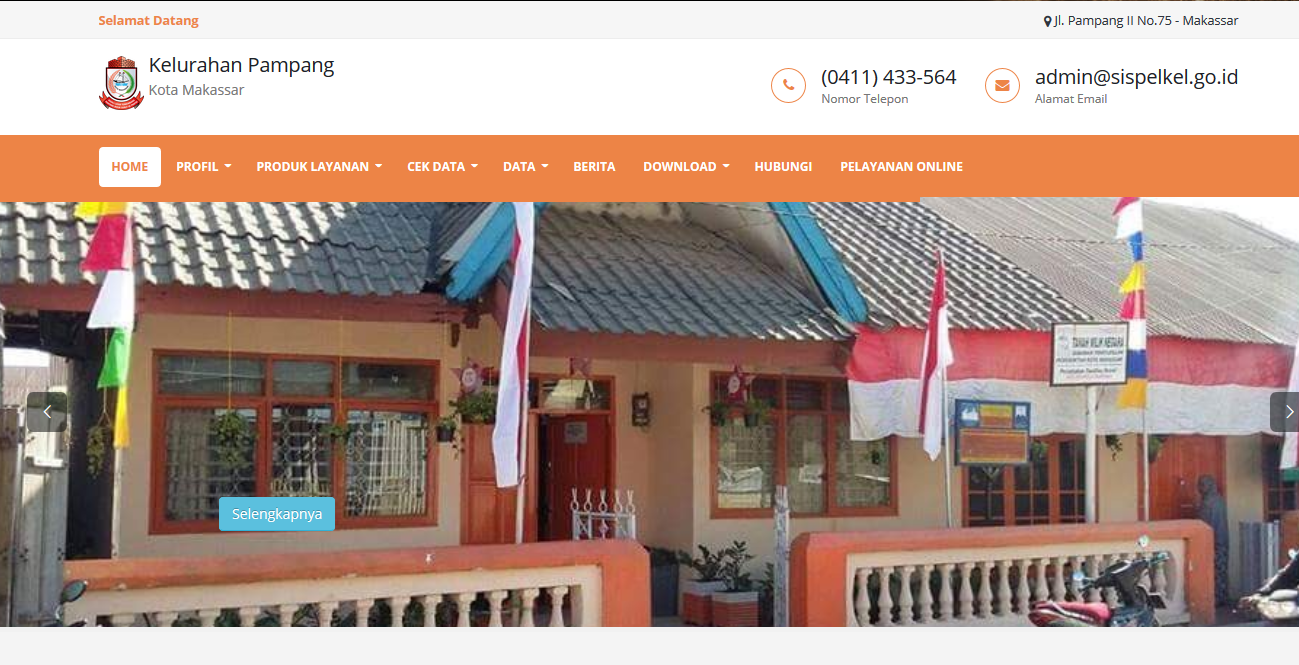 Selamat Datang
Jl. Pampang II No.75 - Makassar
Kelurahan Pampang
Kota Makassar
(0411) 433-564
Nomor Telepon
admin@sispelkel.go.id
Alamat Email
HOME
PROFIL
PRODUK LAYANAN
CEK DATA
DATA
BERITA
DOWNLOAD
HUBUNGI
PELAYANAN ONLINE
TANAH MILIK NEGARA
Selengkapnya